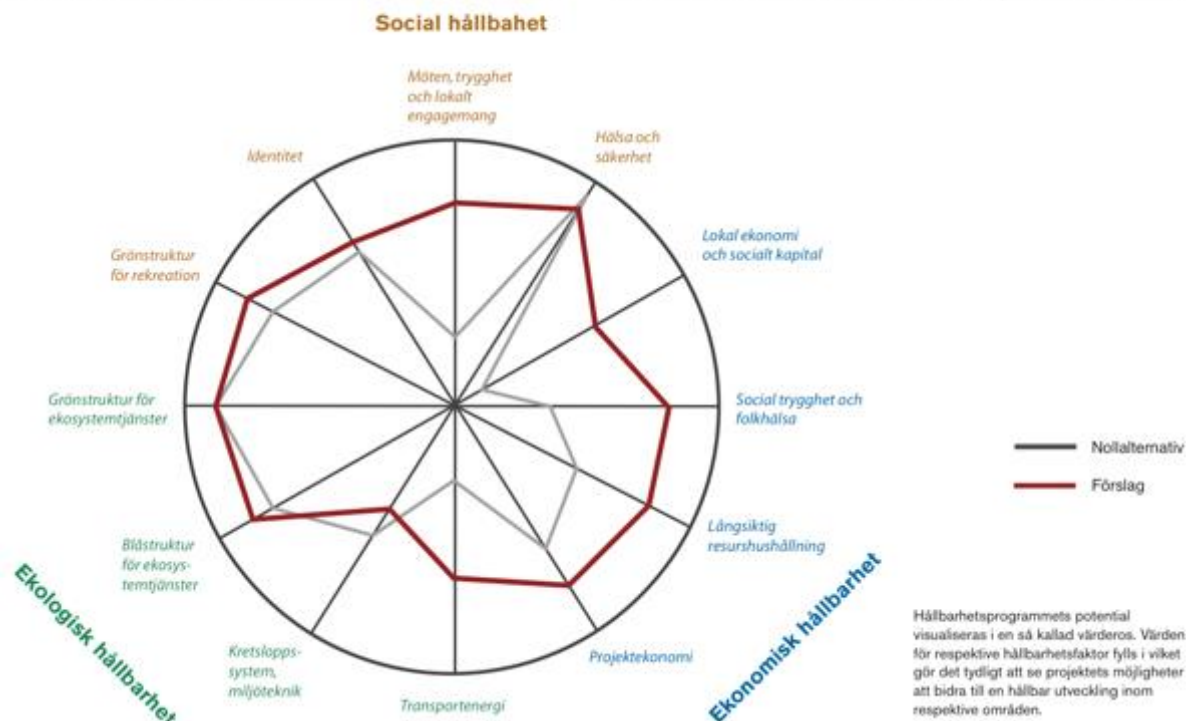 Social hållbahet
Möten, trygghet
och lokalt
engagemang
Hälsa och
säkerhet
Identitet
Lokal ekonomi
och socialt kapital
Grönstruktur
för rekreation
Grönstruktur för
ekosystemtjänster
Social trygghet och
folkhälsa
Nollalternativ
Förslag
Långsiktig
resurshushållning
Blåstruktur
för ekosys-
temtjänster
Ekologisk hållbarhet
Ekonomisk hållbarhet
Kretslopps-
system,
miljöteknik
Projektekonomi
Transportenergi
Hållbarhetsprogrammets potential
visualiseras i en så kallad värderos. Värden
för respektive hållbarhetsfaktor fylls i vilket
gör det tydligt att se projektets möjligheter
att bidra till en hållbar utveckling inom
respektive områden.